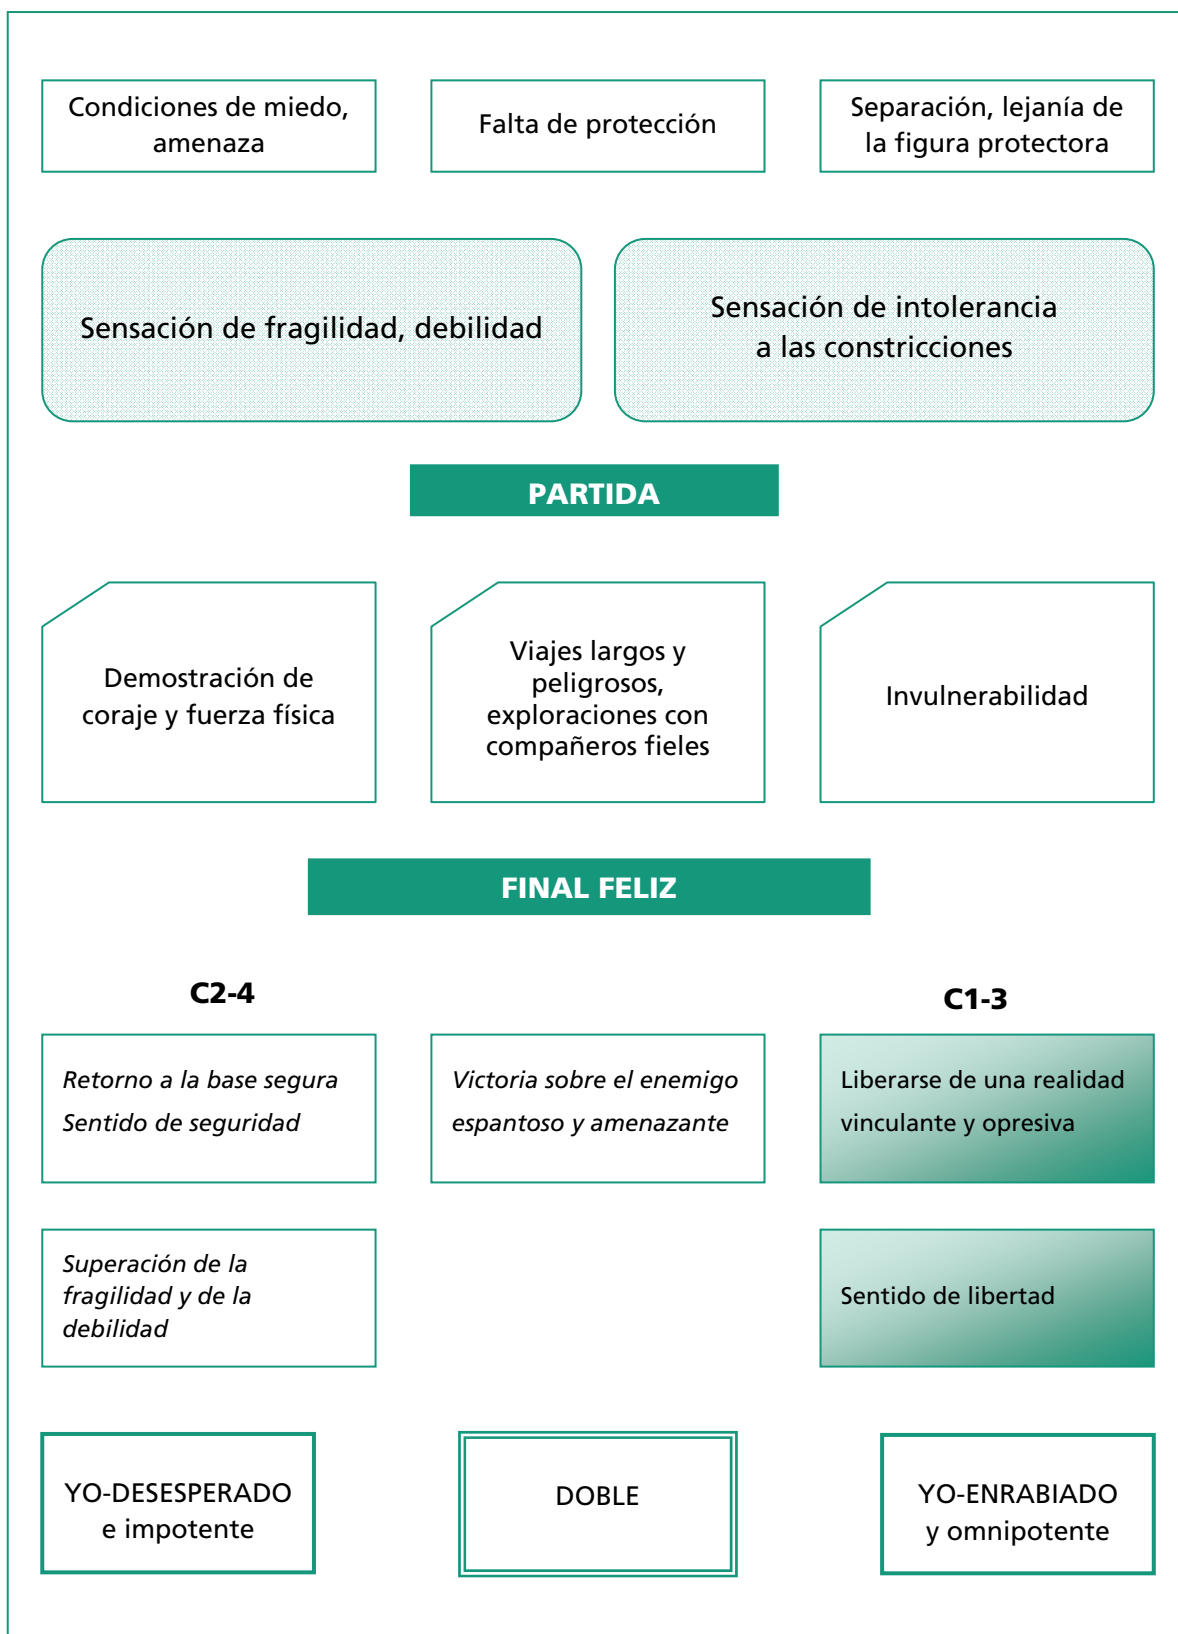 Condiciones de miedo,
amenaza
Falta de protección
Separación, lejanía de
la figura protectora
Sensación de fragilidad, debilidad
Sensación de intolerancia
a las constricciones
PARTIDA
Demostración de
coraje y fuerza física
Viajes largos y
peligrosos,
exploraciones con
compañeros fieles
Invulnerabilidad
FINAL FELIZ
C2-4
C1-3
Retorno a la base segura
Sentido de seguridad
Victoria sobre el enemigo
espantoso y amenazante
Liberarse de una realidad
vinculante y opresiva
Superación de la
fragilidad y de la
debilidad
Sentido de libertad
YO-DESESPERADO
e impotente
DOBLE
YO-ENRABIADO
y omnipotente